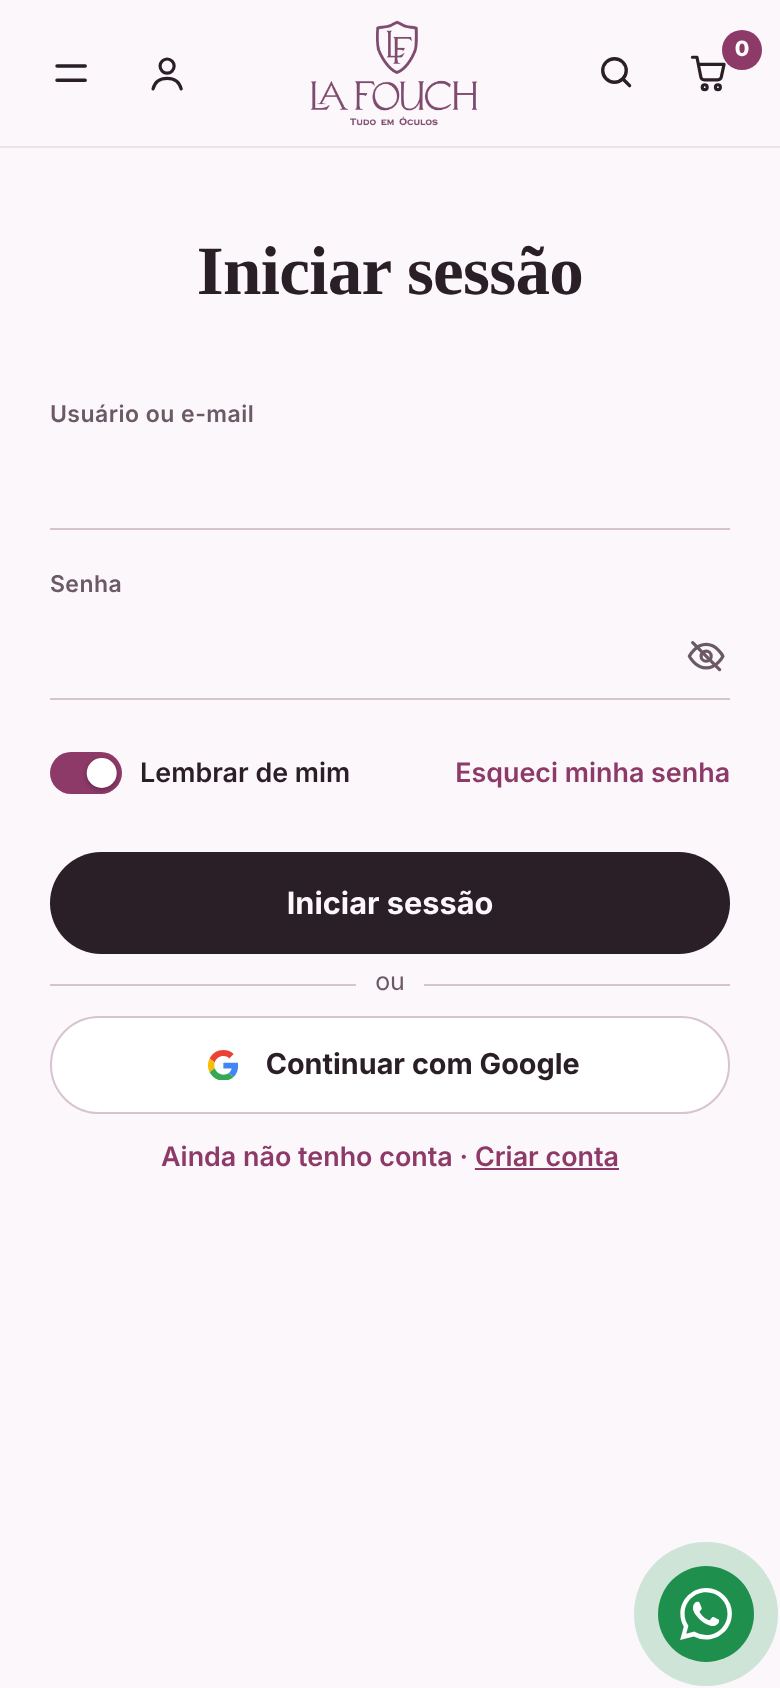 LF
LA FOUCH
TUDO EM ÓCULOS
0
Iniciar sessão
Usuário ou e-mail
Senha
Lembrar de mim
Esqueci minha senha
Iniciar sessão
ou
Continuar com Google
Ainda não tenho conta · Criar conta